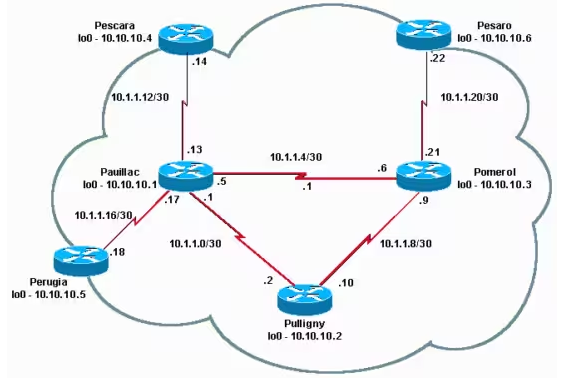 Pescara
lo0 - 10.10.10.4
.14
Pesaro
lo0 - 10.10.10.6
.22
10.1.1.12/30
10.1.1.20/30
.13
10.1.1.4/30
.21
Pauillac
lo0 - 10.10.10.1
.5
.1
.6
Pomerol
lo0 - 10.10.10.3
.17
.1
.9
10.1.1.16/30
.18
10.1.1.0/30
10.1.1.8/30
Perugia
lo0 - 10.10.10.5
.2
.10
Pulligny
lo0 - 10.10.10.2